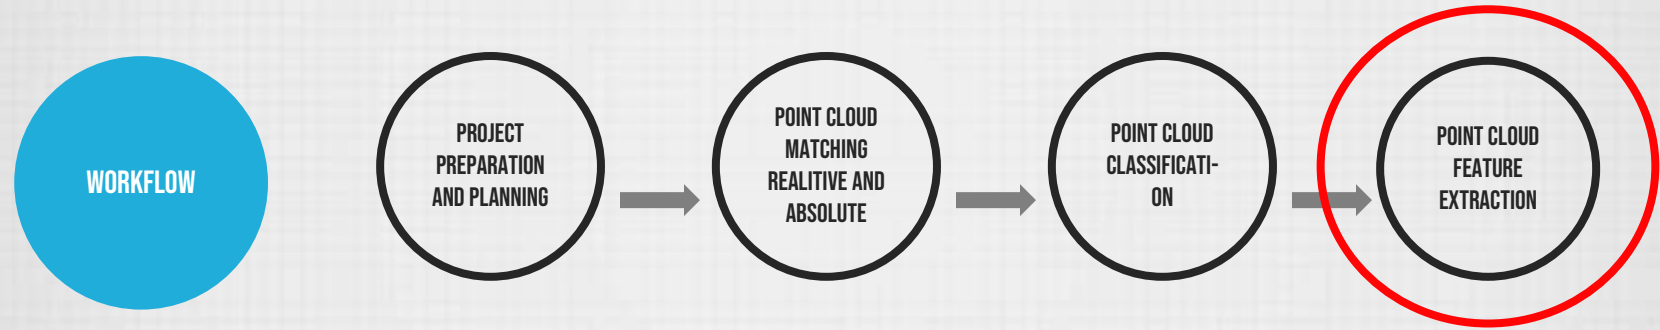 WORKFLOW
PROJECT
PREPARATION
AND PLANNING
POINT CLOUD
MATCHING
REALITIVE AND
ABSOLUTE
POINT CLOUD
CLASSIFICATI-
ON
POINT CLOUD
FEATURE
EXTRACTION